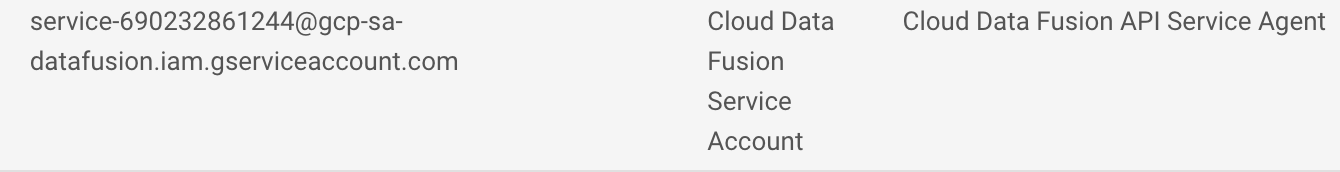 service-690232861244@gcp-sa-
datafusion.iam.gserviceaccount.com
Cloud Data
Fusion
Service
Account
Cloud Data Fusion API Service Agent